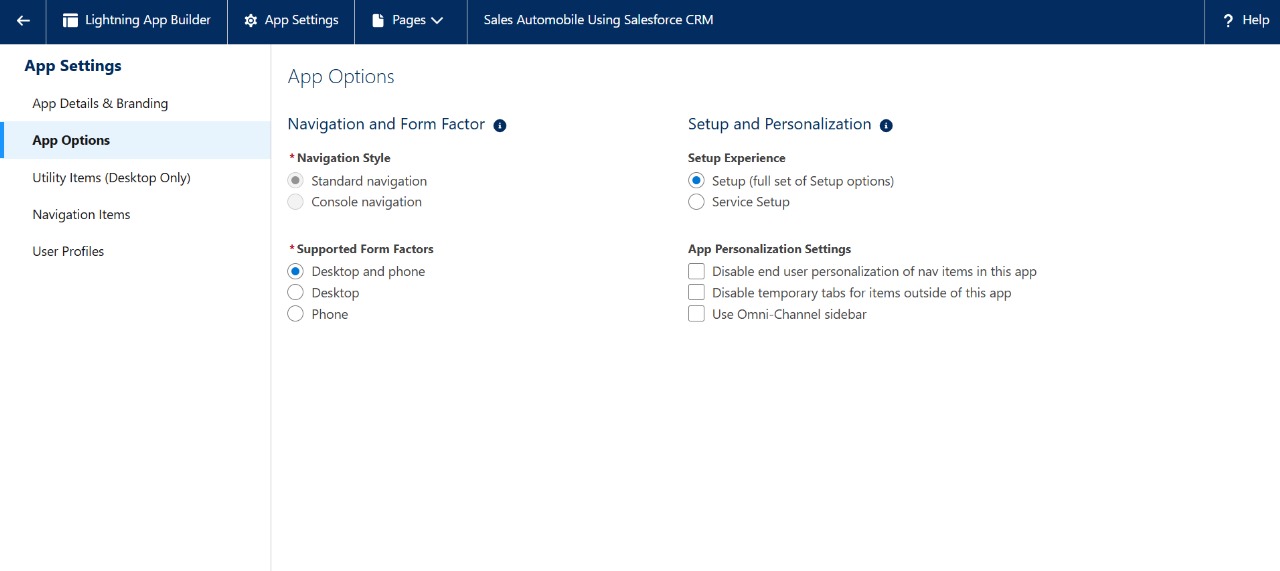 Lightning App Builder
App Settings
Pages
Sales Automobile Using Salesforce CRM
? Help
App Settings
App Details & Branding
App Options
Utility Items (Desktop Only)
Navigation Items
User Profiles
App Options
Navigation and Form Factor
* Navigation Style
Standard navigation
Console navigation
* Supported Form Factors
Desktop and phone
Desktop
Phone
Setup and Personalization
Setup Experience
Setup (full set of Setup options)
Service Setup
App Personalization Settings
Disable end user personalization of nav items in this app
Disable temporary tabs for items outside of this app
Use Omni-Channel sidebar